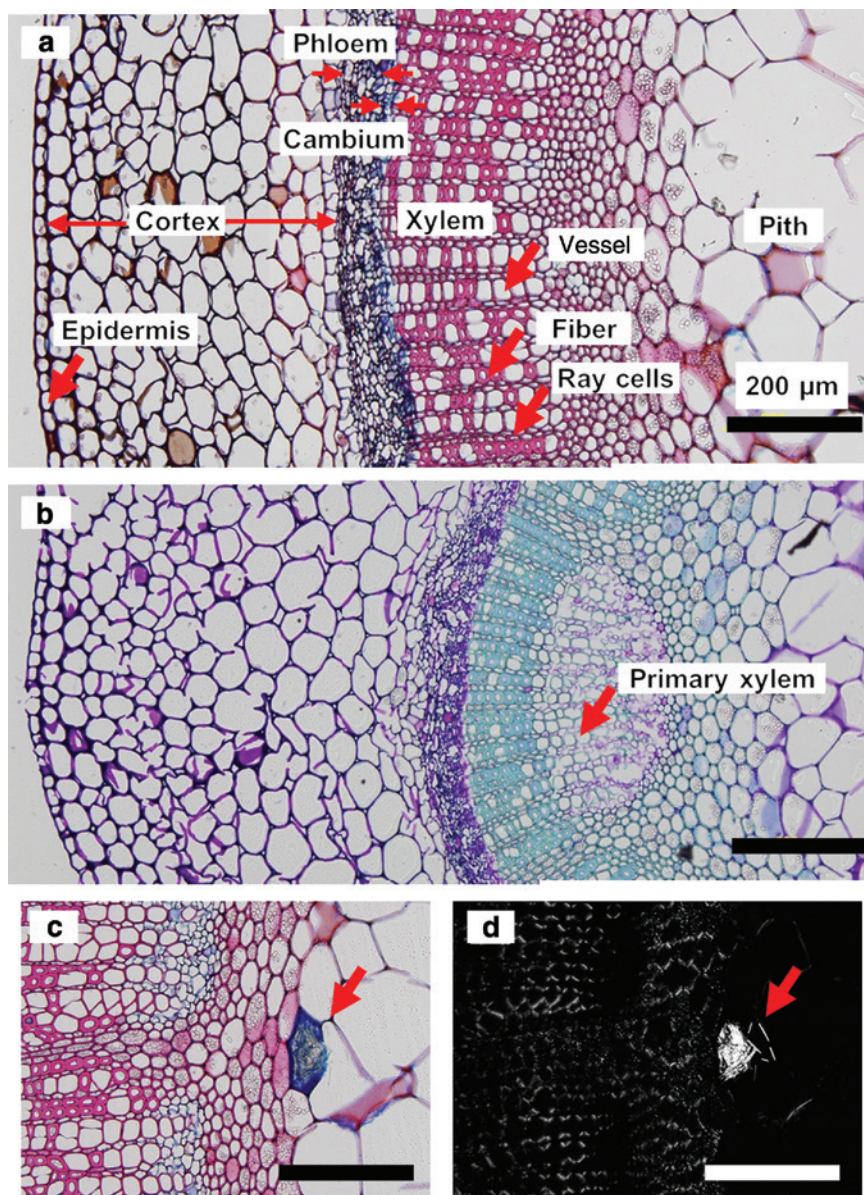 a
Phloem
Cambium
Cortex
Xylem
Vessel
Pith
Fiber
Epidermis
Ray cells
200 µm
b
Primary xylem
c
d